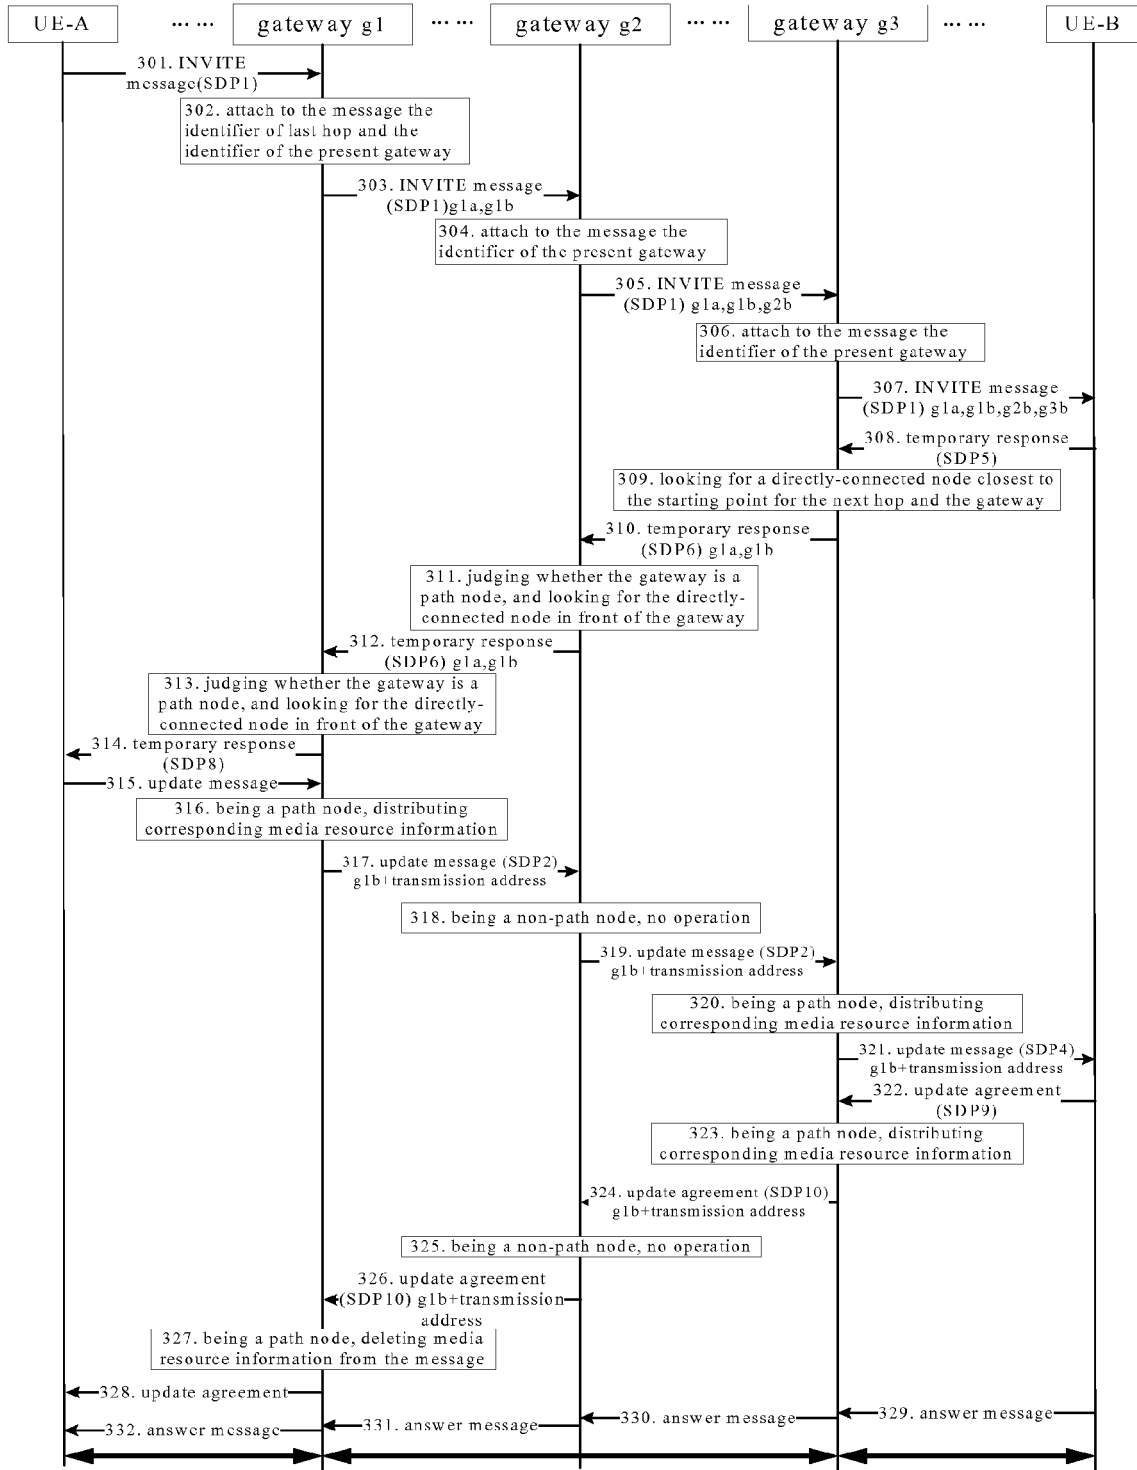 UE-A
... ...
gateway g1
... ...
gateway g2
... ...
gateway g3
... ...
UE-B
301. INVITE
message(SDP1)
302. attach to the message the
identifier of last hop and the
identifier of the present gateway
303. INVITE message
(SDP1)g1a,g1b
304. attach to the message the
identifier of the present gateway
305. INVITE message
(SDP1) g1a,g1b,g2b
306. attach to the message the
identifier of the present gateway
307. INVITE message
(SDP1) g1a,g1b,g2b,g3b
308. temporary response
(SDP5)
309. looking for a directly-connected node closest to
the starting point for the next hop and the gateway
310. temporary response
(SDP6) g1a,g1b
311. judging whether the gateway is a
path node, and looking for the directly-
connected node in front of the gateway
312. temporary response
(SDP6) g1a,g1b
313. judging whether the gateway is a
path node, and looking for the directly-
connected node in front of the gateway
314. temporary response
(SDP8)
315. update message
316. being a path node, distributing
corresponding media resource information
317. update message (SDP2)
g1b+transmission address
318. being a non-path node, no operation
319. update message (SDP2)
g1b+transmission address
320. being a path node, distributing
corresponding media resource information
321. update message (SDP4)
g1b+transmission address
322. update agreement
(SDP9)
323. being a path node, distributing
corresponding media resource information
324. update agreement (SDP10)
g1b+transmission address
325. being a non-path node, no operation
326. update agreement
(SDP10) g1b+transmission
address
327. being a path node, deleting media
resource information from the message
328. update agreement
329. answer message
330. answer message
331. answer message
332. answer message